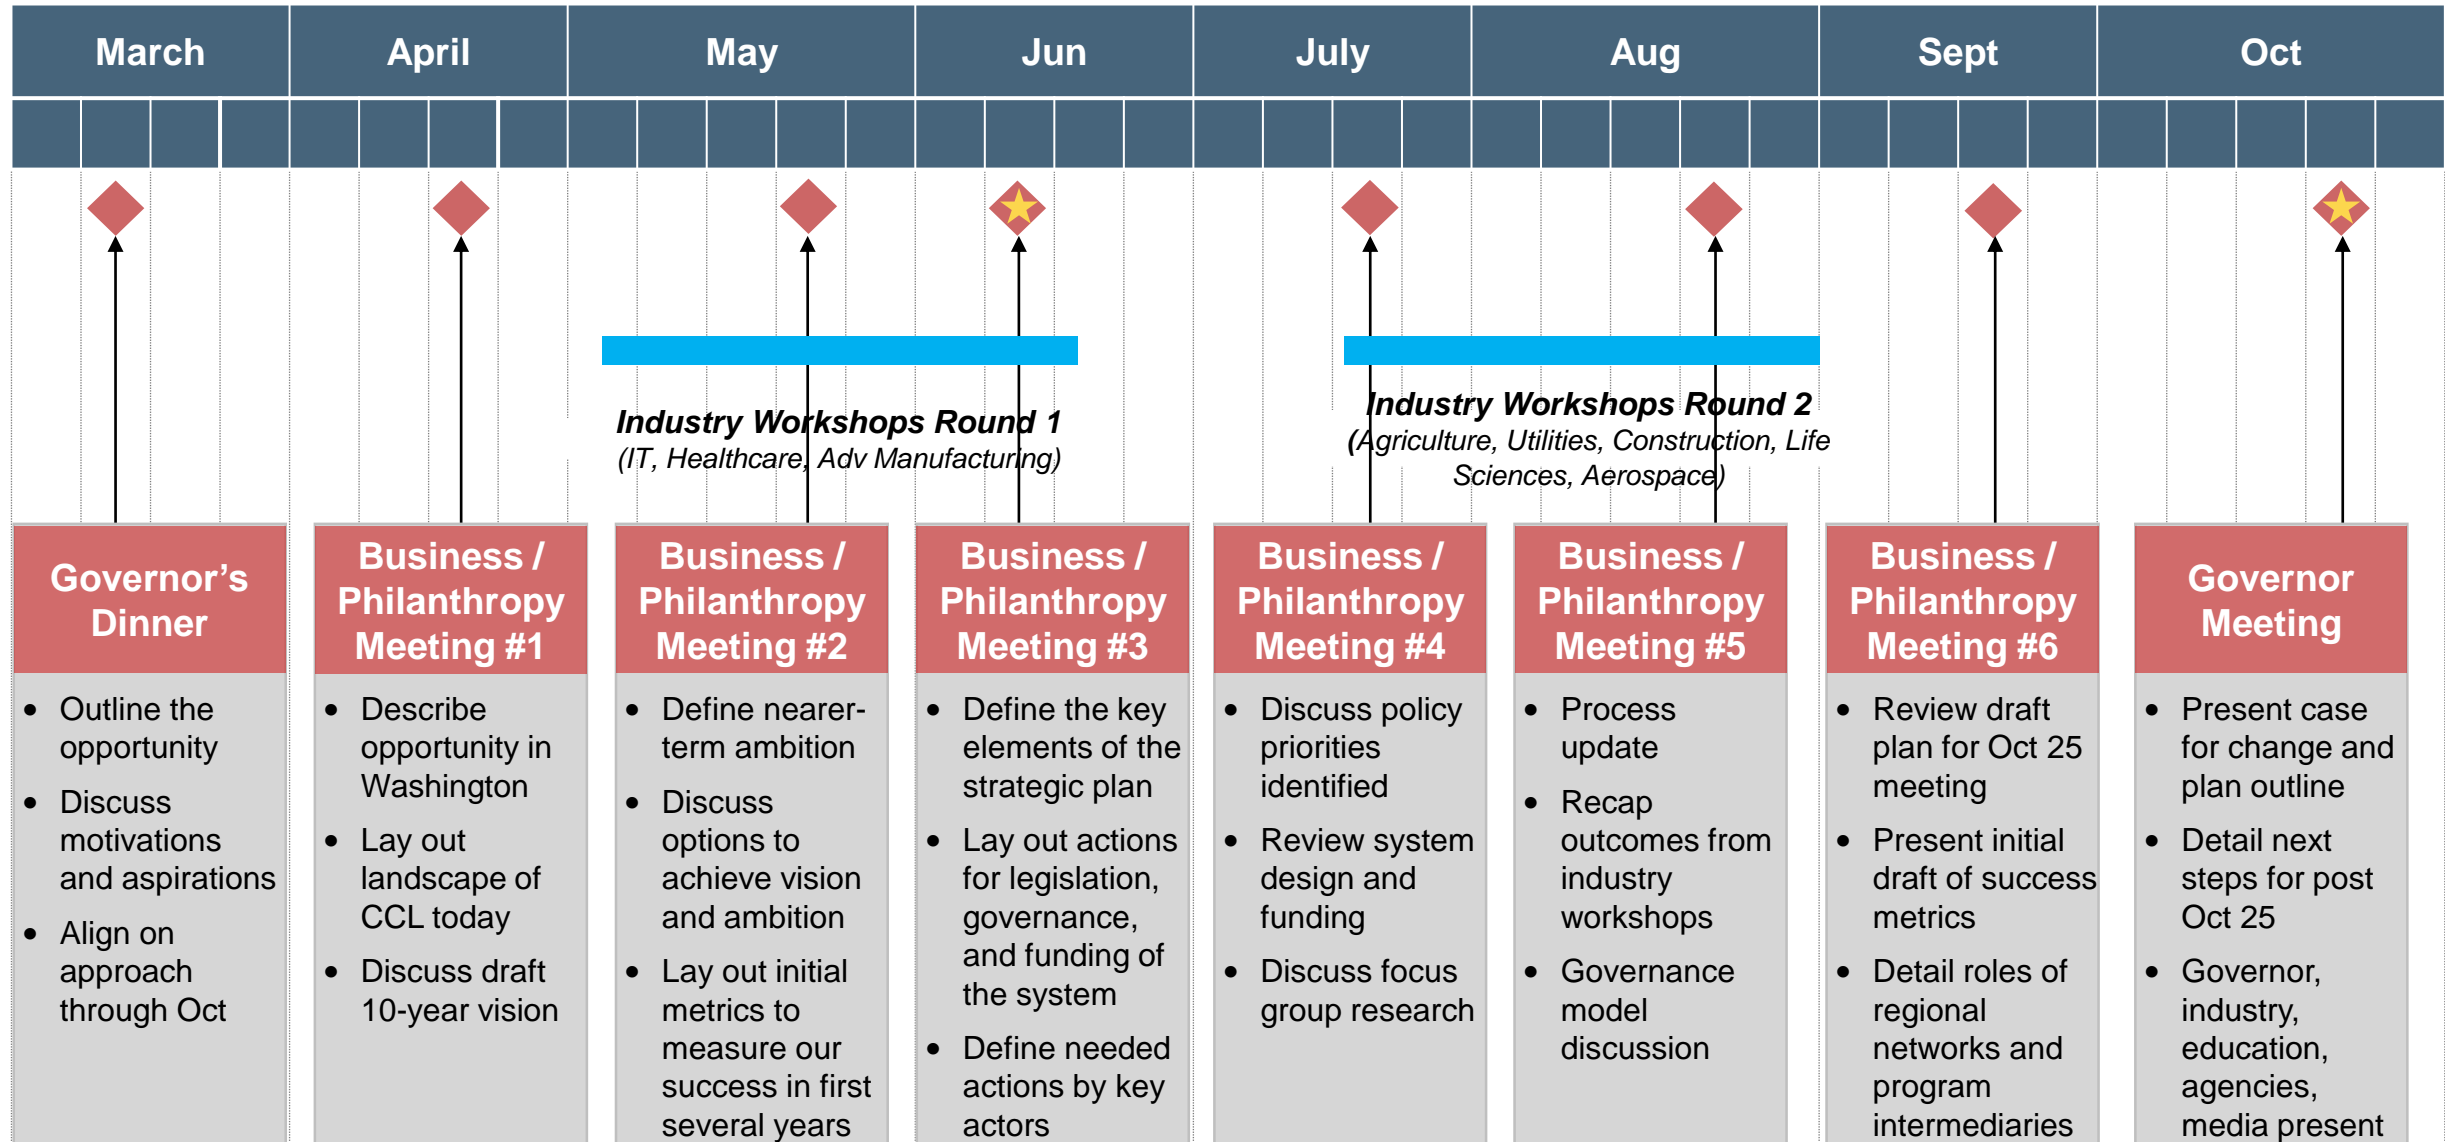 March
April
May
Jun
July
Aug
Sept
Oct
Industry Workshops Round 1
(IT, Healthcare, Adv Manufacturing)
Industry Workshops Round 2
(Agriculture, Utilities, Construction, Life
Sciences, Aerospace)
Governor’s
Dinner
• Outline the
opportunity
• Discuss
motivations
and aspirations
• Align on
approach
through Oct
Business /
Philanthropy
Meeting #1
• Describe
opportunity in
Washington
• Lay out
landscape of
CCL today
• Discuss draft
10-year vision
Business /
Philanthropy
Meeting #2
• Define nearer-
term ambition
• Discuss
options to
achieve vision
and ambition
• Lay out initial
metrics to
measure our
success in first
several years
Business /
Philanthropy
Meeting #3
• Define the key
elements of the
strategic plan
• Lay out actions
for legislation,
governance,
and funding of
the system
• Define needed
actions by key
actors
Business /
Philanthropy
Meeting #4
• Discuss policy
priorities
identified
• Review system
design and
funding
• Discuss focus
group research
Business /
Philanthropy
Meeting #5
• Process
update
• Recap
outcomes from
industry
workshops
• Governance
model
discussion
Business /
Philanthropy
Meeting #6
• Review draft
plan for Oct 25
meeting
• Present initial
draft of success
metrics
• Detail roles of
regional
networks and
program
intermediaries
Governor
Meeting
• Present case
for change and
plan outline
• Detail next
steps for post
Oct 25
• Governor,
industry,
education,
agencies,
media present